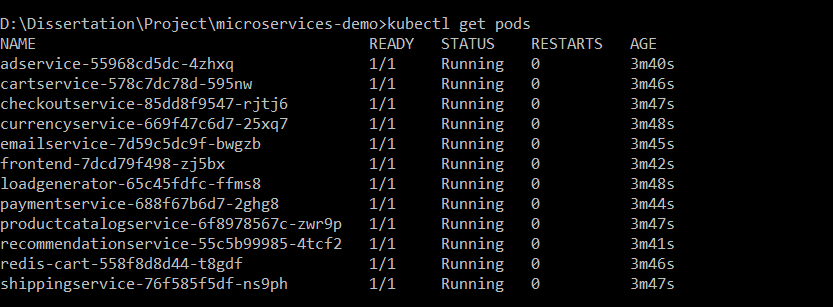 D:\Dissertation\Project\microservices-demo>kubectl get pods
NAME READY STATUS RESTARTS AGE
adservice-55968cd5dc-4zhxq 1/1 Running 0 3m40s
cartservice-578c7dc78d-595nw 1/1 Running 0 3m46s
checkoutservice-85dd8f9547-rjtj6 1/1 Running 0 3m47s
currencyservice-669f47c6d7-25xq7 1/1 Running 0 3m48s
emailservice-7d59c5dc9f-bwgzb 1/1 Running 0 3m45s
frontend-7dcd79f498-zj5bx 1/1 Running 0 3m42s
loadgenerator-65c45fdfc-ffms8 1/1 Running 0 3m48s
paymentservice-688f67b6d7-2ghg8 1/1 Running 0 3m44s
productcatalogservice-6f8978567c-zwr9p 1/1 Running 0 3m47s
recommendationservice-55c5b99985-4tcf2 1/1 Running 0 3m41s
redis-cart-558f8d8d44-t8gdf 1/1 Running 0 3m46s
shippingservice-76f585f5df-ns9ph 1/1 Running 0 3m47s